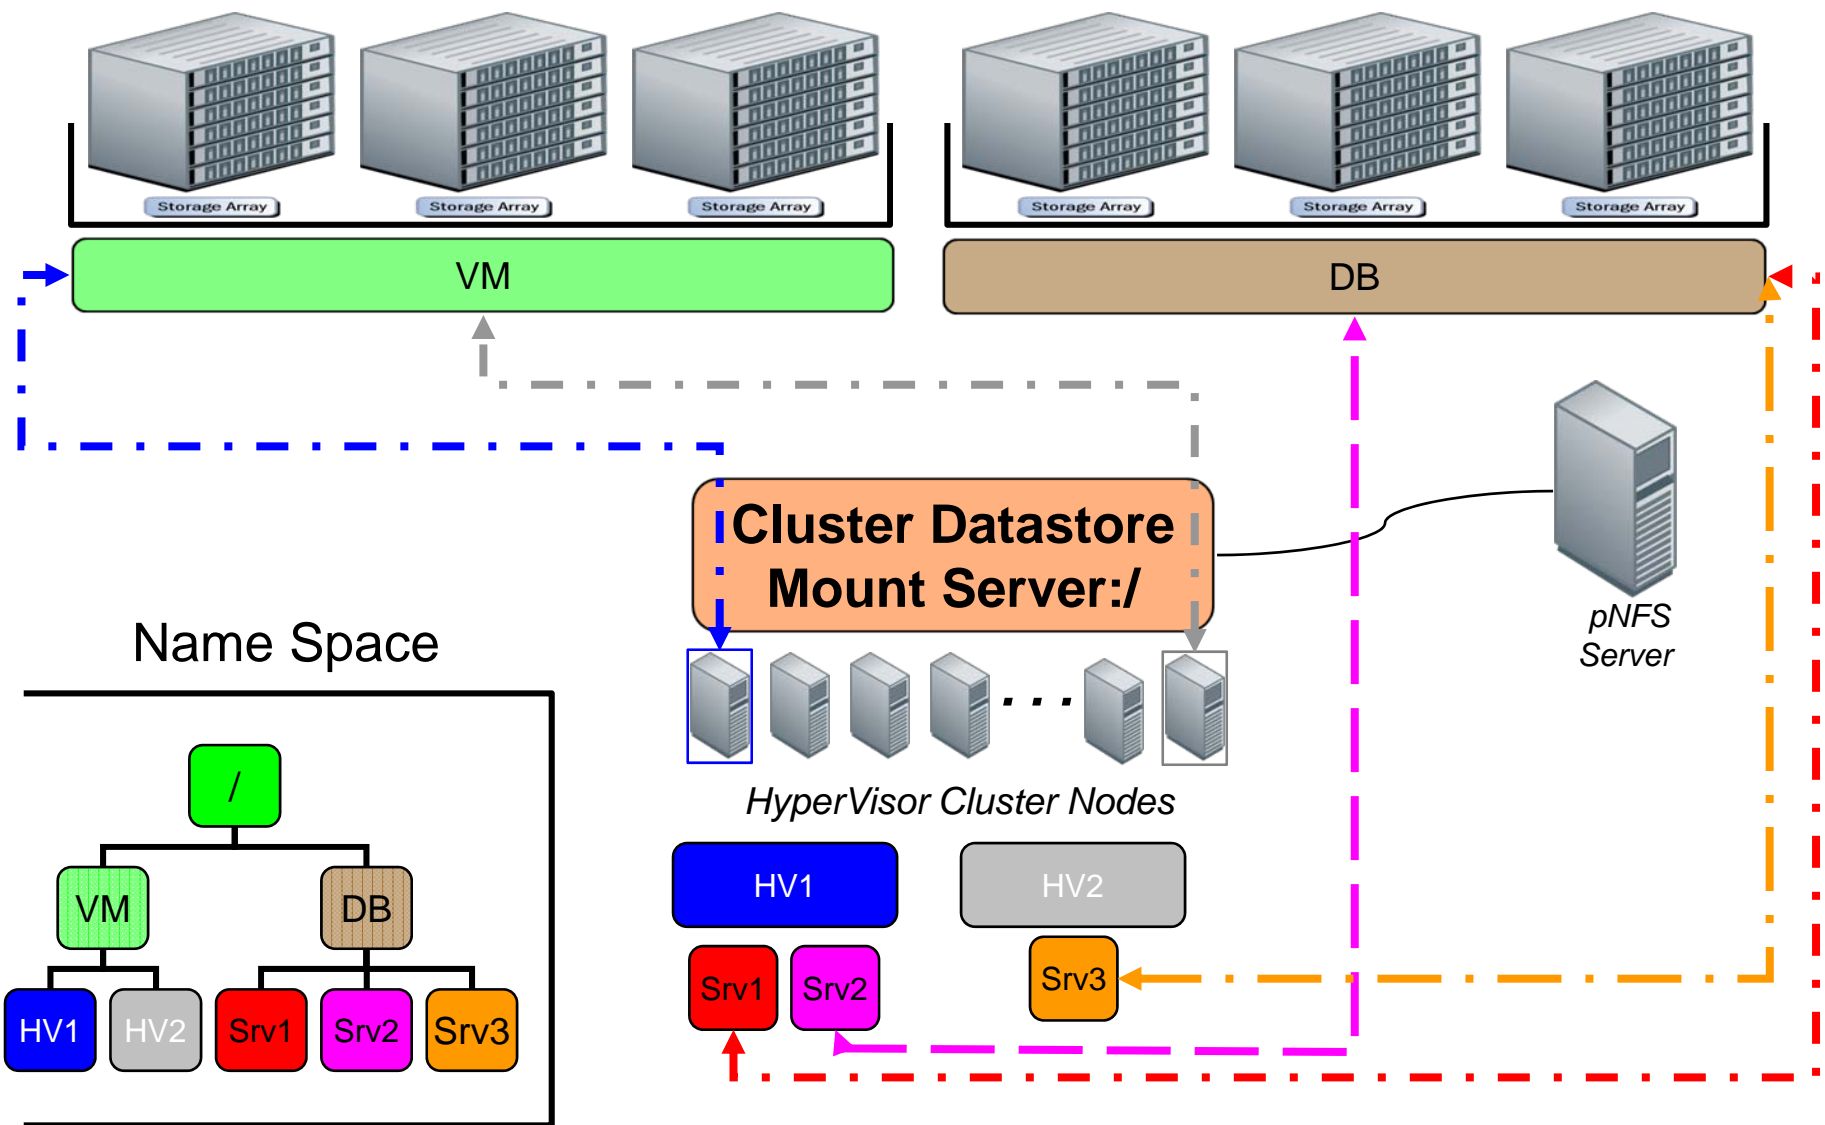 Storage Array
Storage Array
Storage Array
Storage Array
Storage Array
Storage Array
VM
DB
Cluster Datastore
Mount Server:/
pNFS
Server
Name Space
. . .
HyperVisor Cluster Nodes
/
VM
DB
HV1
HV2
Srv1
Srv2
Srv3
HV1
HV2
Srv1
Srv2
Srv3